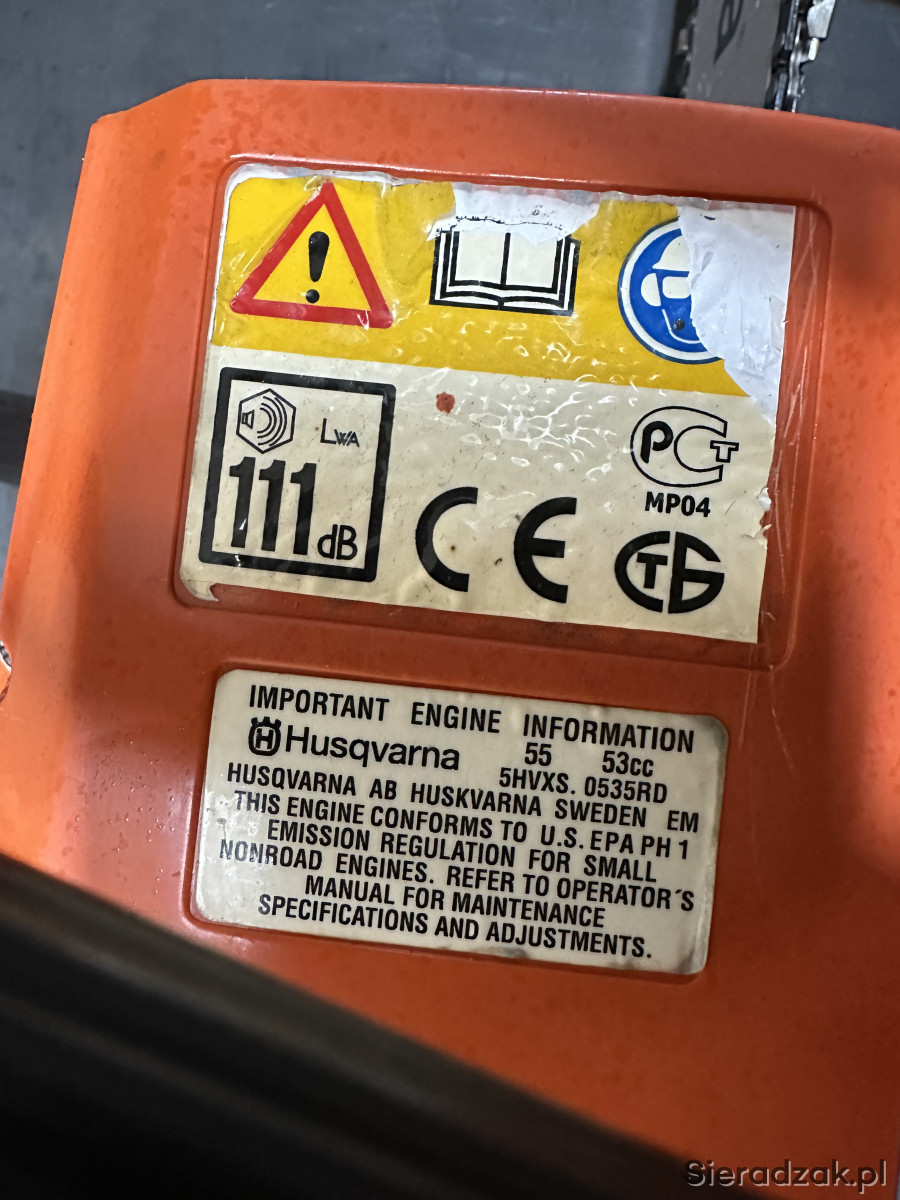 LWA
111 dB
PCT
MP04
CE
СТБ
IMPORTANT ENGINE INFORMATION
H Husqvarna 55 53cc
5HVXS. 0535RD
HUSQVARNA AB HUSKVARNA SWEDEN EM
THIS ENGINE CONFORMS TO U.S. EPA PH 1
EMISSION REGULATION FOR SMALL
NONROAD ENGINES. REFER TO OPERATOR´S
MANUAL FOR MAINTENANCE
SPECIFICATIONS AND ADJUSTMENTS.
Sieradzak.pl